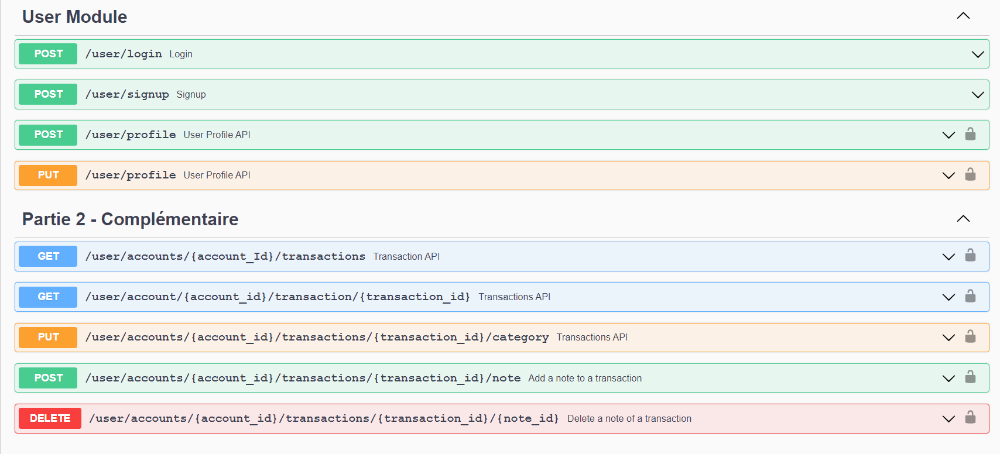 User Module
POST /user/login Login
POST /user/signup Signup
POST /user/profile User Profile API
PUT /user/profile User Profile API
Partie 2 - Complémentaire
GET /user/accounts/{account_Id}/transactions Transaction API
GET /user/account/{account_id}/transaction/{transaction_id} Transactions API
PUT /user/accounts/{account_id}/transactions/{transaction_id}/category Transactions API
POST /user/accounts/{account_id}/transactions/{transaction_id}/note Add a note to a transaction
DELETE /user/accounts/{account_id}/transactions/{transaction_id}/{note_id} Delete a note of a transaction